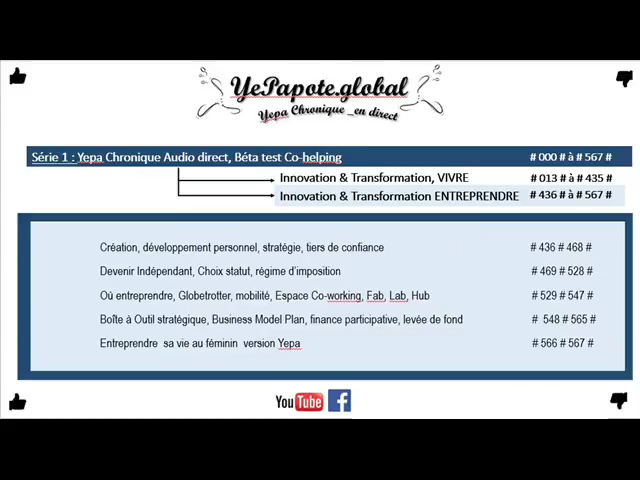 YePapote.global
Yepa Chronique _en direct
Série 1 : Yepa Chronique Audio direct, Béta test Co-helping # 000 # à # 567 #
Innovation & Transformation, VIVRE # 013 # à # 435 #
Innovation & Transformation ENTREPRENDRE # 436 # à # 567 #
Création, développement personnel, stratégie, tiers de confiance # 436 # 468 #
Devenir Indépendant, Choix statut, régime d'imposition # 469 # 528 #
Où entreprendre, Globetrotter, mobilité, Espace Co-working, Fab, Lab, Hub # 529 # 547 #
Boîte à Outil stratégique, Business Model Plan, finance participative, levée de fond # 548 # 565 #
Entreprendre sa vie au féminin version Yepa # 566 # 567 #
YouTube f